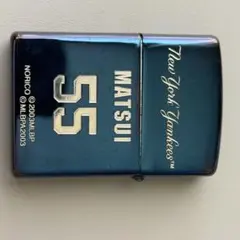 New York Yankees™
MATSUI
55
NORICO © 2003MLBP
© MLBPA2003